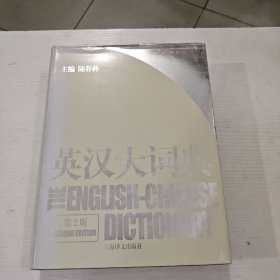 主编 陆谷孙
英汉大词典
THE ENGLISH-CHINESE
第2版
SECOND EDITION
DICTIONARY
上海译文出版社